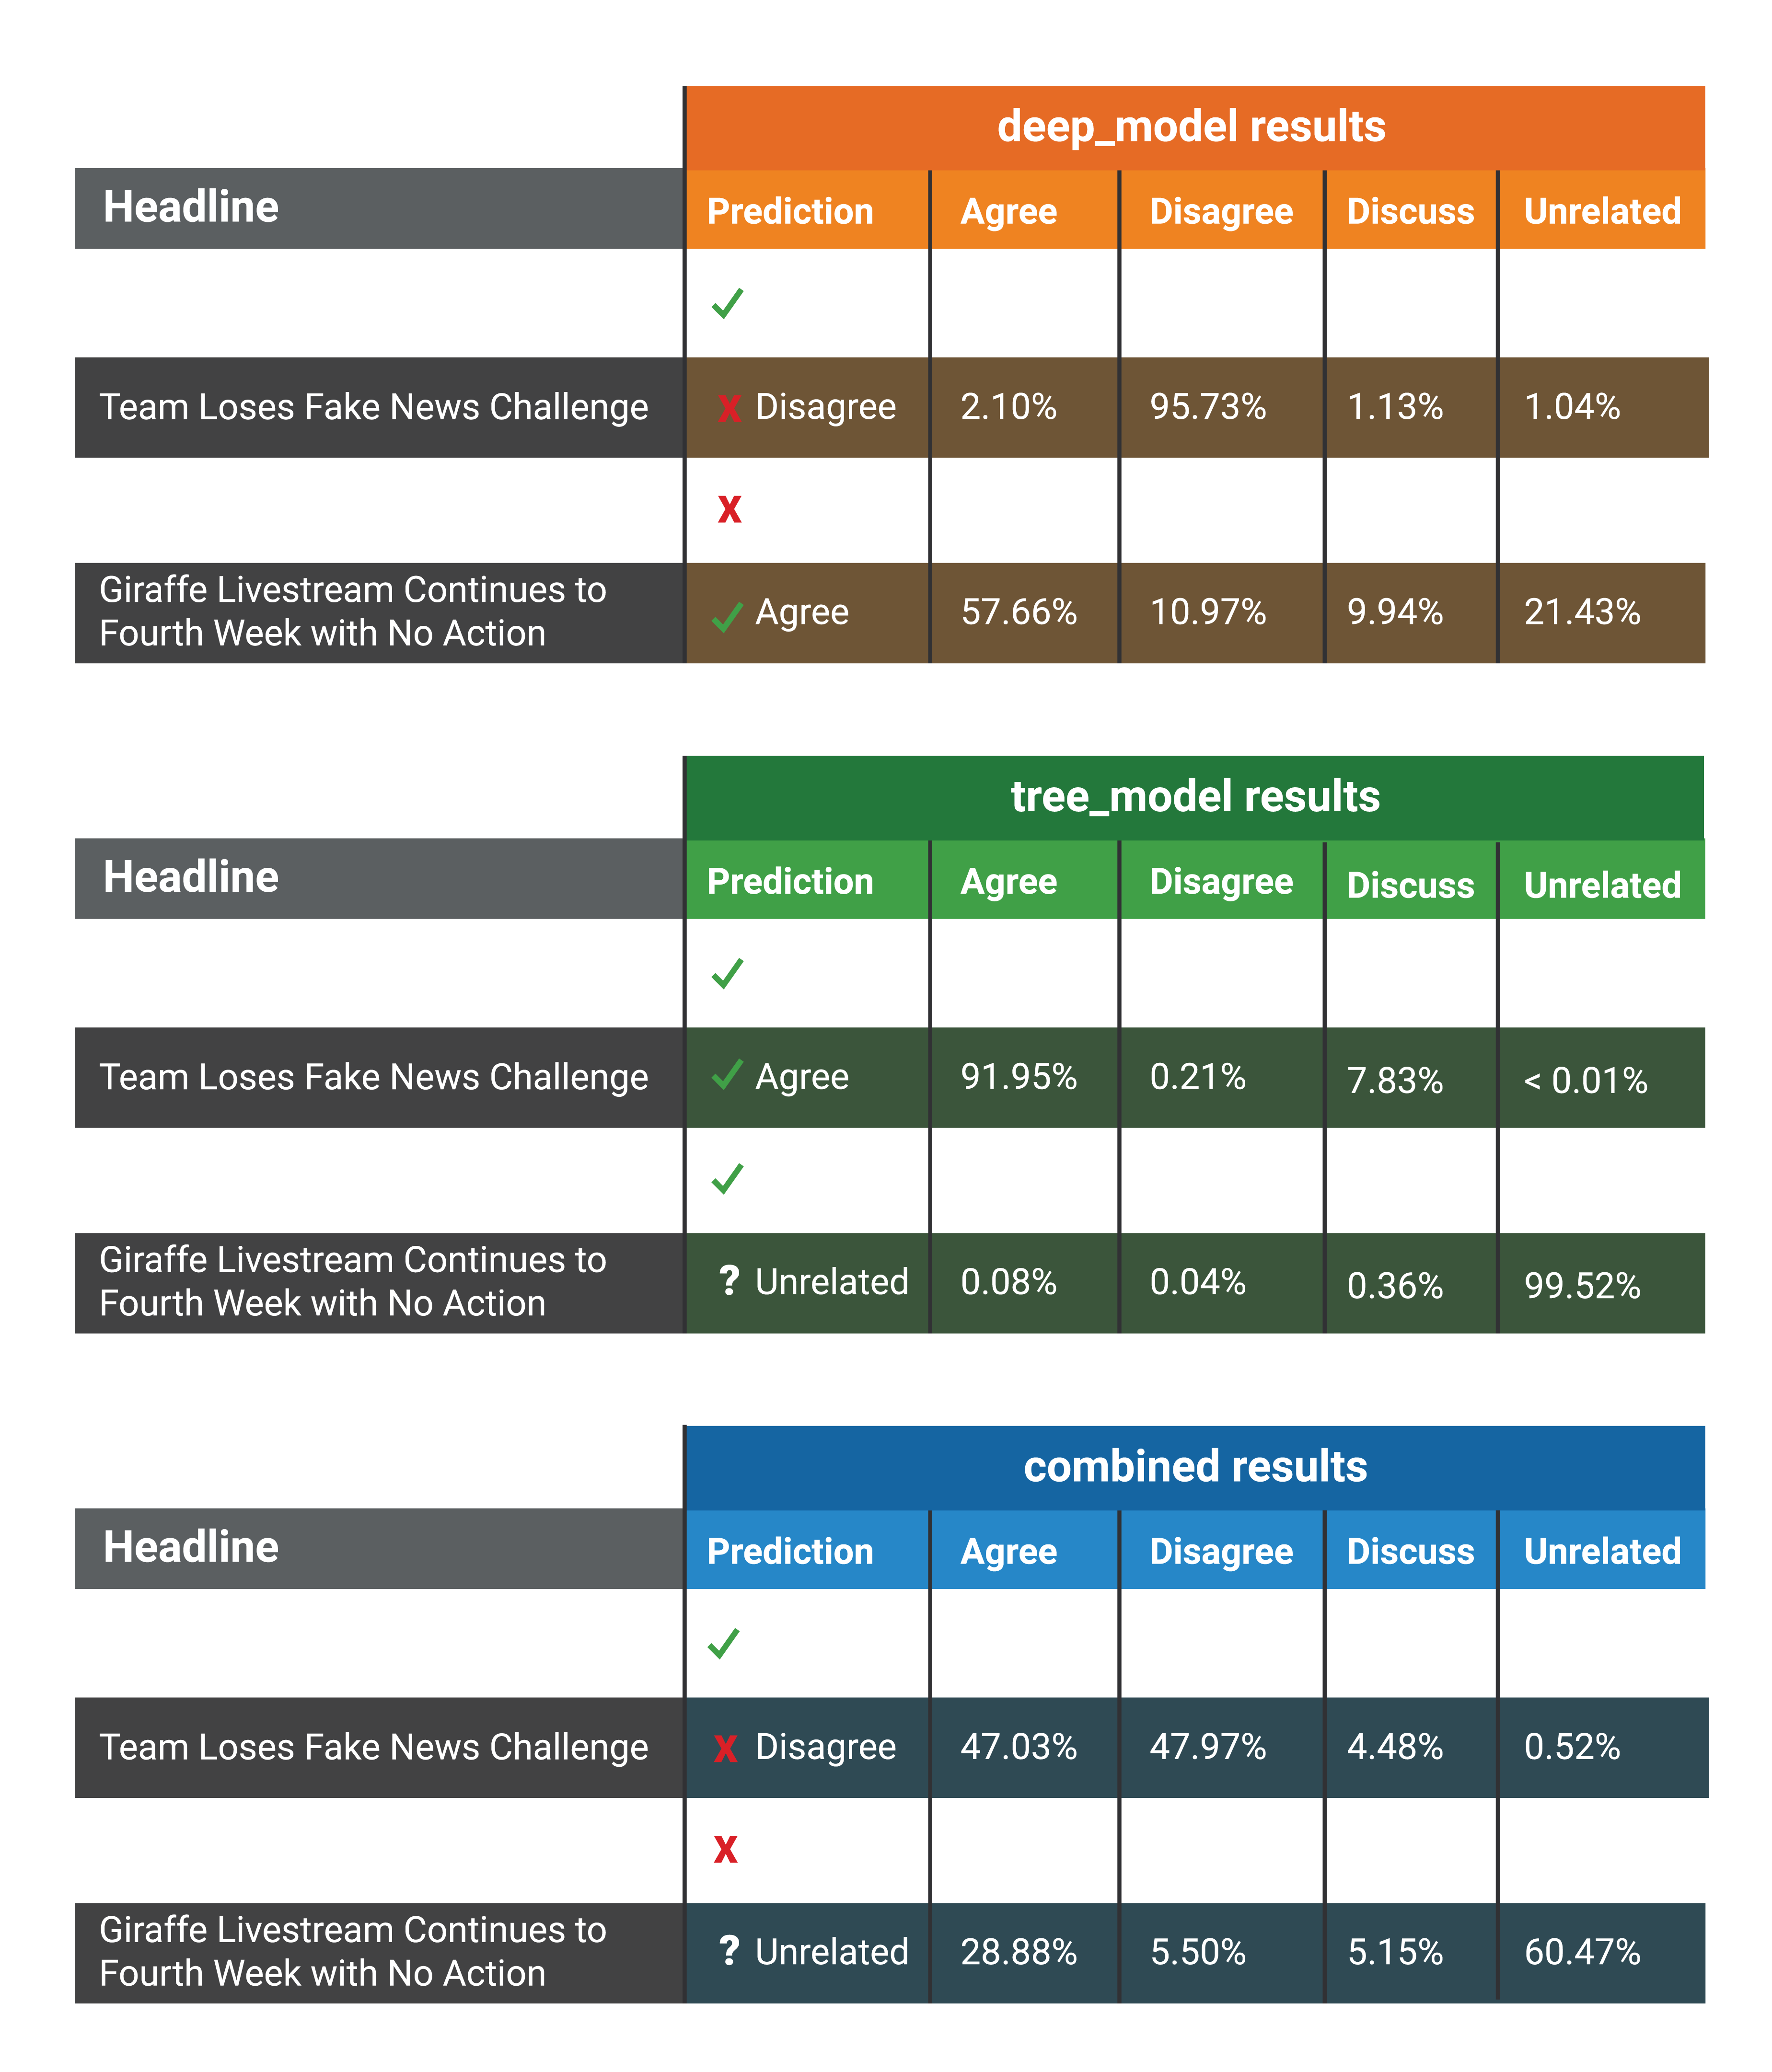 deep_model results
Headline Prediction Agree Disagree Discuss Unrelated
✓
Team Loses Fake News Challenge x Disagree 2.10% 95.73% 1.13% 1.04%
x
Giraffe Livestream Continues to
Fourth Week with No Action ✓ Agree 57.66% 10.97% 9.94% 21.43%
tree_model results
Headline Prediction Agree Disagree Discuss Unrelated
✓
Team Loses Fake News Challenge ✓ Agree 91.95% 0.21% 7.83% < 0.01%
✓
Giraffe Livestream Continues to
Fourth Week with No Action ? Unrelated 0.08% 0.04% 0.36% 99.52%
combined results
Headline Prediction Agree Disagree Discuss Unrelated
✓
Team Loses Fake News Challenge x Disagree 47.03% 47.97% 4.48% 0.52%
x
Giraffe Livestream Continues to
Fourth Week with No Action ? Unrelated 28.88% 5.50% 5.15% 60.47%